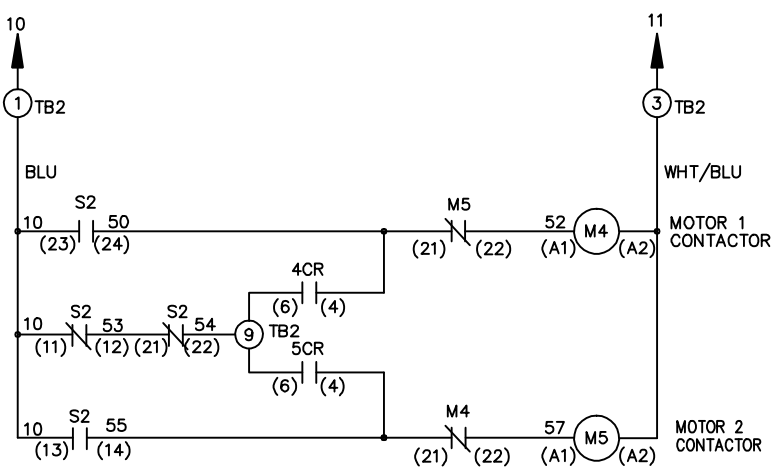 10 11
1 TB2 3 TB2
BLU WHT/BLU
S2 M5
10 50 52 M4 MOTOR 1
(23) (24) (21) (22) (A1) (A2) CONTACTOR
4CR
(6) (4)
10 S2 53 S2 54 9 TB2
(11) (12) (21) (22)
5CR
(6) (4)
10 S2 55 M4 57 M5 MOTOR 2
(13) (14) (21) (22) (A1) (A2) CONTACTOR